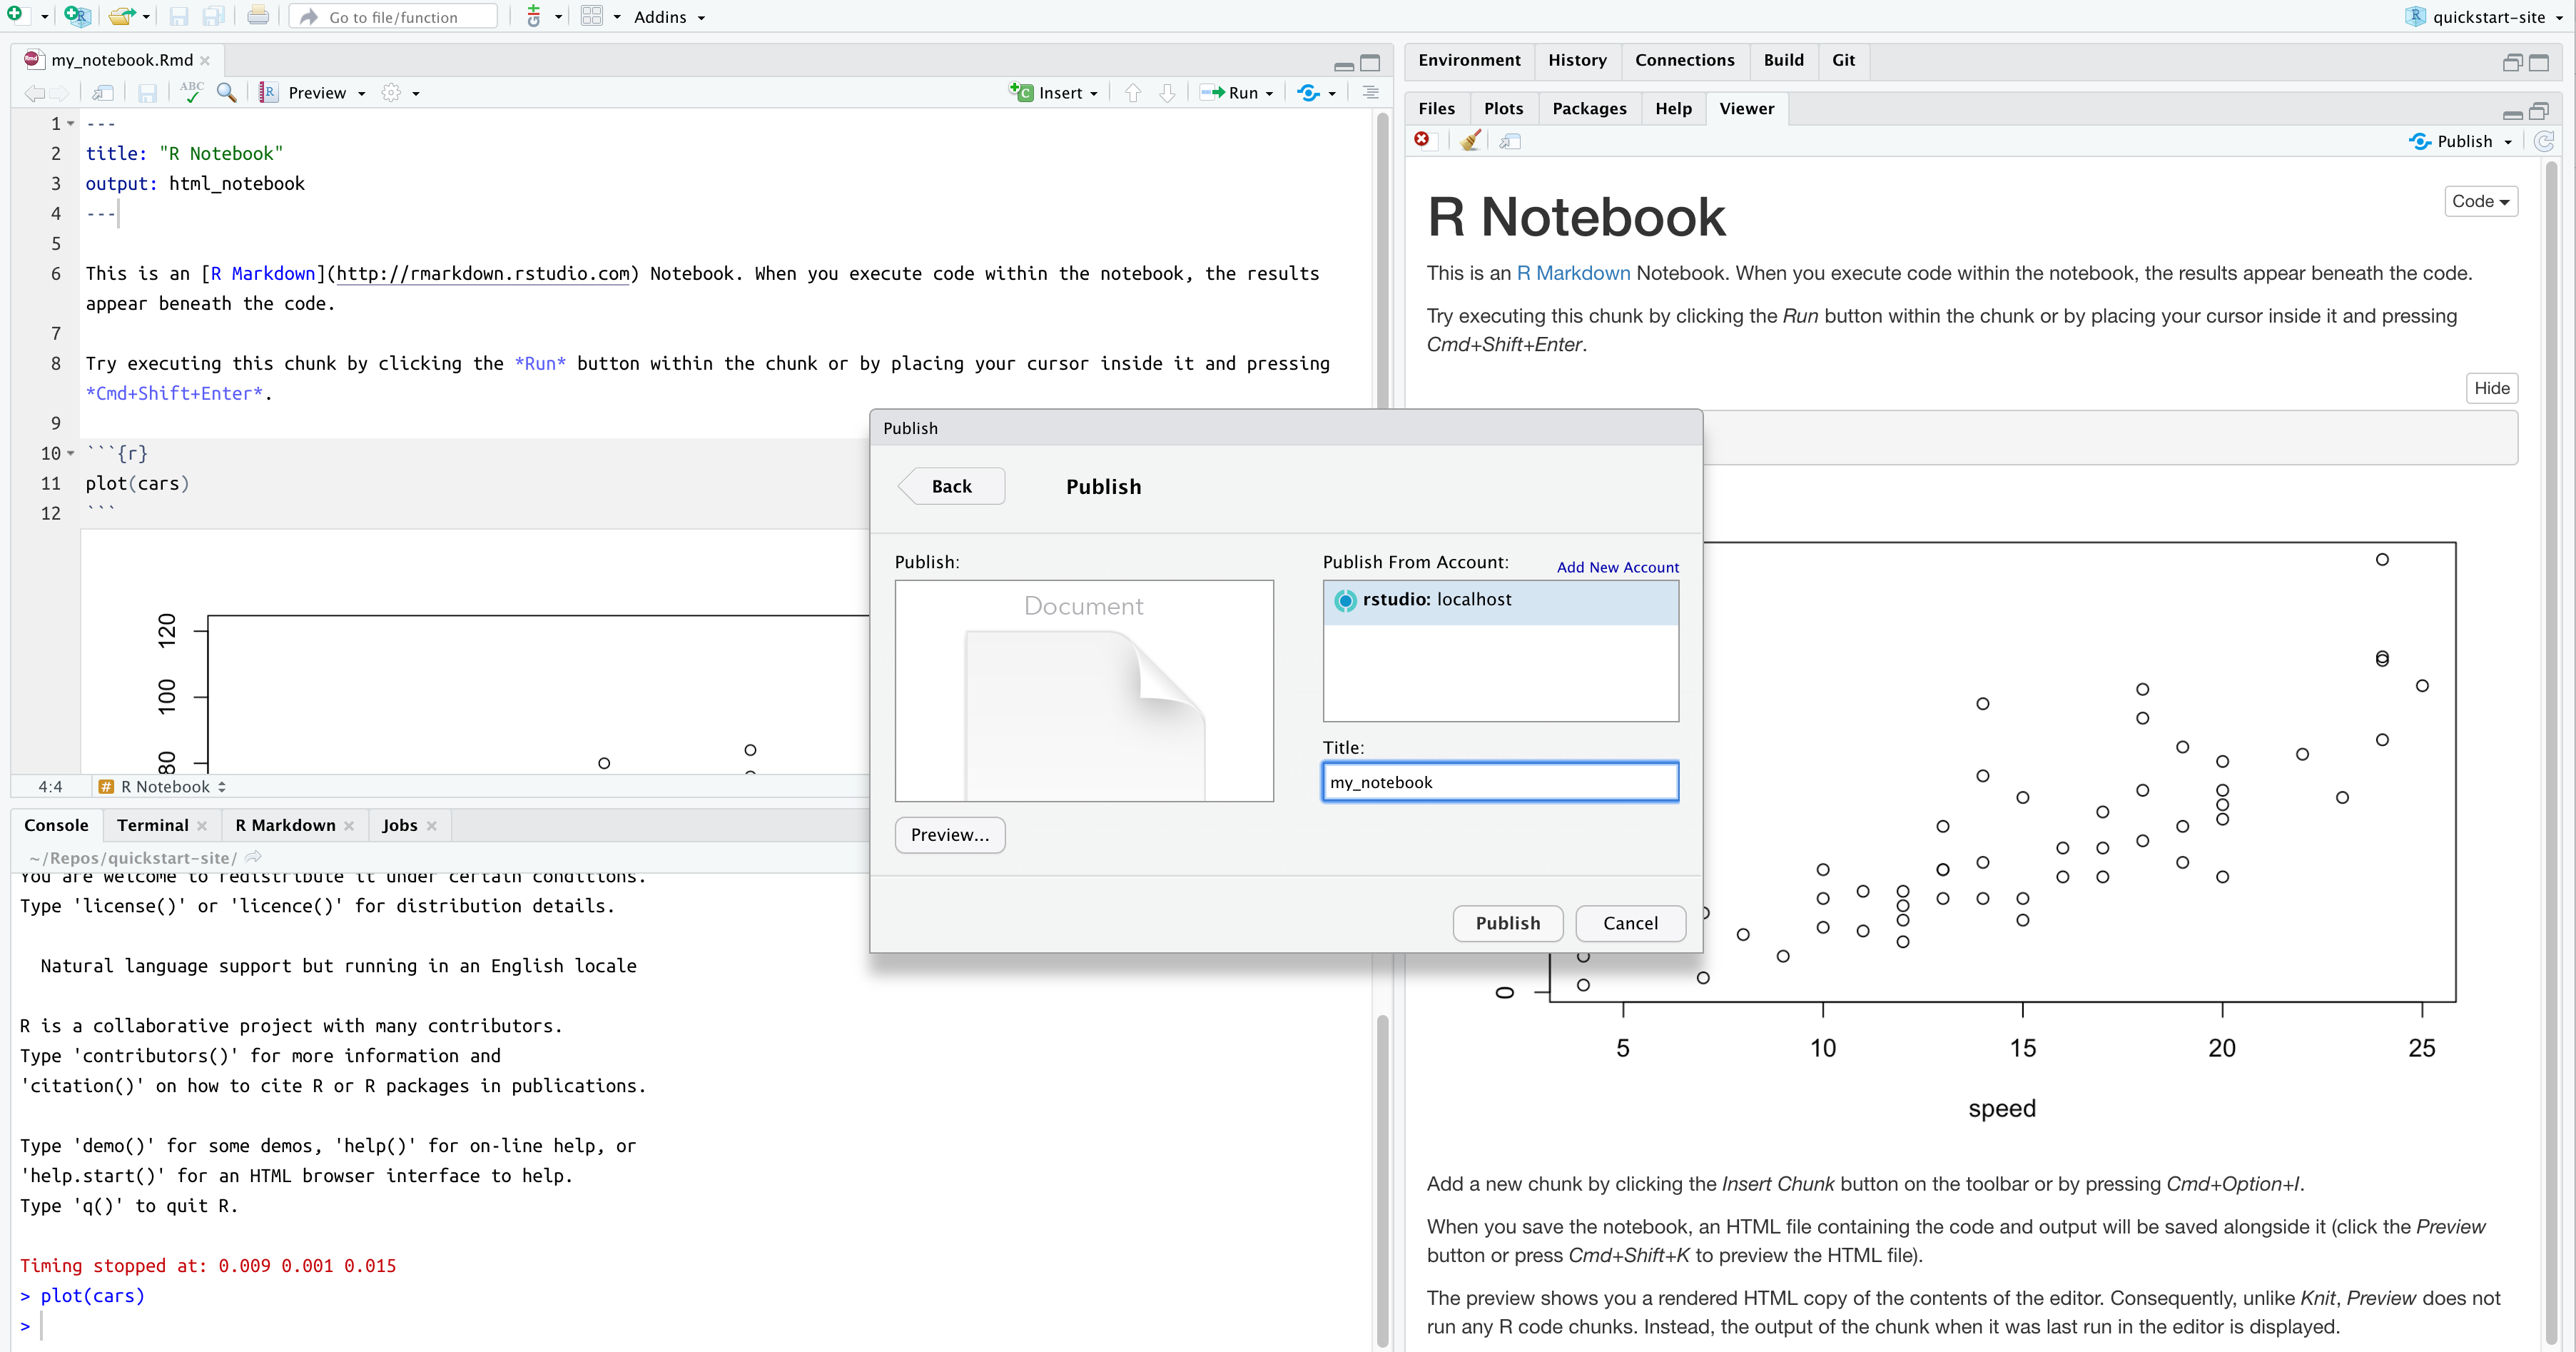 Go to file/function
Addins
quickstart-site
my_notebook.Rmd
ABC
Preview
Insert
Run
1 ---
2 title: "R Notebook"
3 output: html_notebook
4 ---
5
6 This is an [R Markdown](http://rmarkdown.rstudio.com) Notebook. When you execute code within the notebook, the results
appear beneath the code.
7
8 Try executing this chunk by clicking the *Run* button within the chunk or by placing your cursor inside it and pressing
*Cmd+Shift+Enter*.
9
10 ```{r}
11 plot(cars)
12 ```
120
100
80
4:4 # R Notebook
Console Terminal R Markdown Jobs
~/Repos/quickstart-site/
You are welcome to redistribute it under certain conditions.
Type 'license()' or 'licence()' for distribution details.
Natural language support but running in an English locale
R is a collaborative project with many contributors.
Type 'contributors()' for more information and
'citation()' on how to cite R or R packages in publications.
Type 'demo()' for some demos, 'help()' for on-line help, or
'help.start()' for an HTML browser interface to help.
Type 'q()' to quit R.
Timing stopped at: 0.009 0.001 0.015
> plot(cars)
>
Publish
Back
Publish
Publish:
Document
Preview...
Publish From Account:
Add New Account
rstudio: localhost
Title:
my_notebook
Publish
Cancel
Environment History Connections Build Git
Files Plots Packages Help Viewer
Publish
R Notebook
Code
This is an R Markdown Notebook. When you execute code within the notebook, the results appear beneath the code.
Try executing this chunk by clicking the Run button within the chunk or by placing your cursor inside it and pressing
Cmd+Shift+Enter.
Hide
0
5 10 15 20 25
speed
Add a new chunk by clicking the Insert Chunk button on the toolbar or by pressing Cmd+Option+I.
When you save the notebook, an HTML file containing the code and output will be saved alongside it (click the Preview
button or press Cmd+Shift+K to preview the HTML file).
The preview shows you a rendered HTML copy of the contents of the editor. Consequently, unlike Knit, Preview does not
run any R code chunks. Instead, the output of the chunk when it was last run in the editor is displayed.